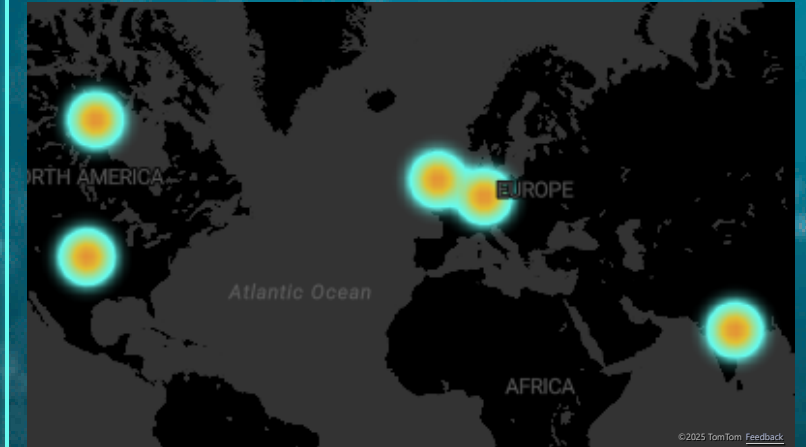 ORTH AMERICA
EUROPE
Atlantic Ocean
AFRICA
©2025 TomTom Feedback